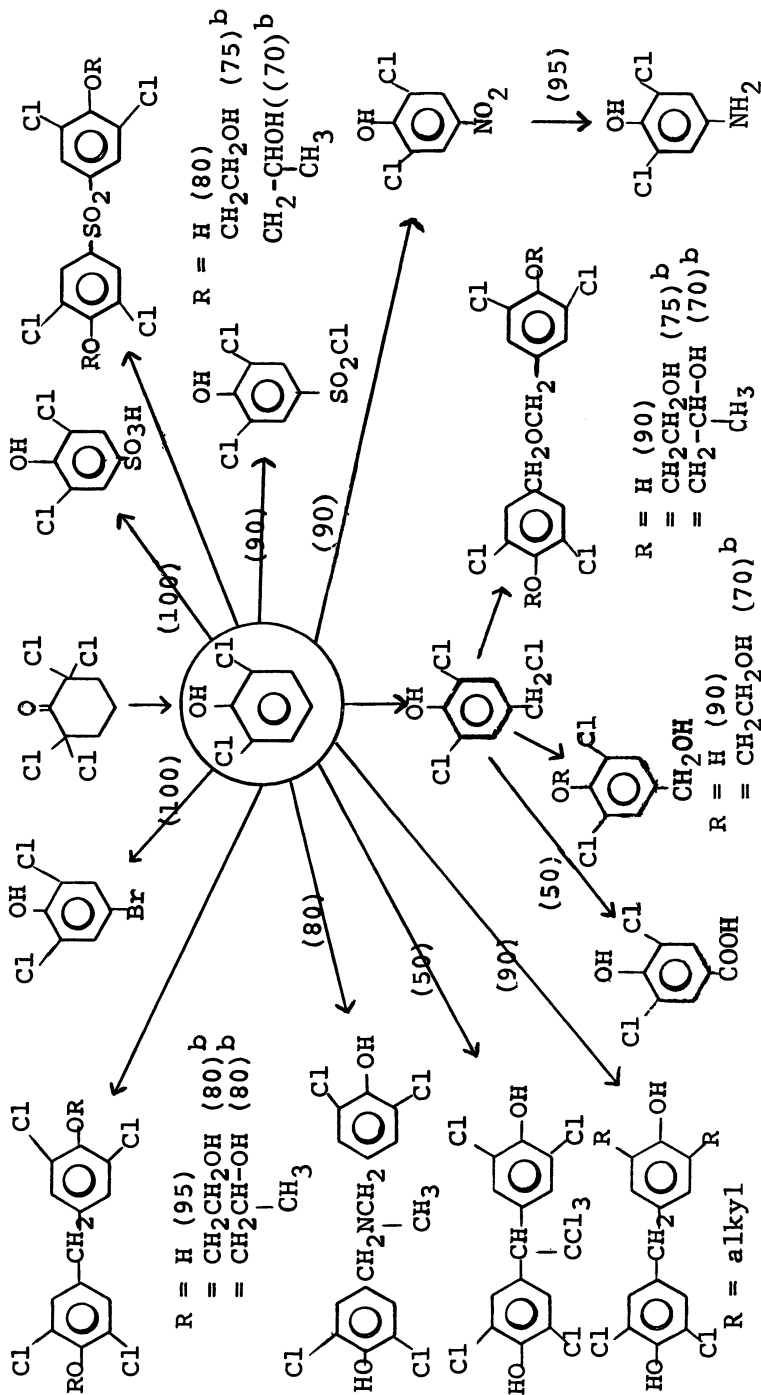 RO
Cl
Cl
CH2
Cl
OR
Cl
R = H (95)
= CH2CH2OH (80)b
= CH2CH-OH (80)b
CH3
OH
Cl
Cl
Br
(100)
O
Cl
Cl
Cl
Cl
OH
Cl
Cl
SO3H
(100)
Cl
RO
Cl
SO2
Cl
OR
Cl
R = H (80)
CH2CH2OH (75)b
CH2-CHOH((70)b
CH3
OH
Cl
Cl
SO2Cl
(90)
OH
Cl
Cl
(90)
OH
Cl
Cl
NO2
(95)
OH
Cl
Cl
NH2
Cl
HO
Cl
CH2NCH2
CH3
Cl
OH
Cl
(80)
Cl
HO
Cl
CH
CCl3
Cl
OH
Cl
(50)
Cl
HO
Cl
CH2
R
OH
R
R = alkyl
(90)
OH
Cl
Cl
CH2Cl
Cl
RO
Cl
CH2OCH2
Cl
OR
Cl
R = H (90)
= CH2CH2OH (75)b
= CH2-CH-OH (70)b
CH3
OR
Cl
Cl
CH2OH
R = H (90)
= CH2CH2OH (70)b
(50)
OH
Cl
Cl
COOH